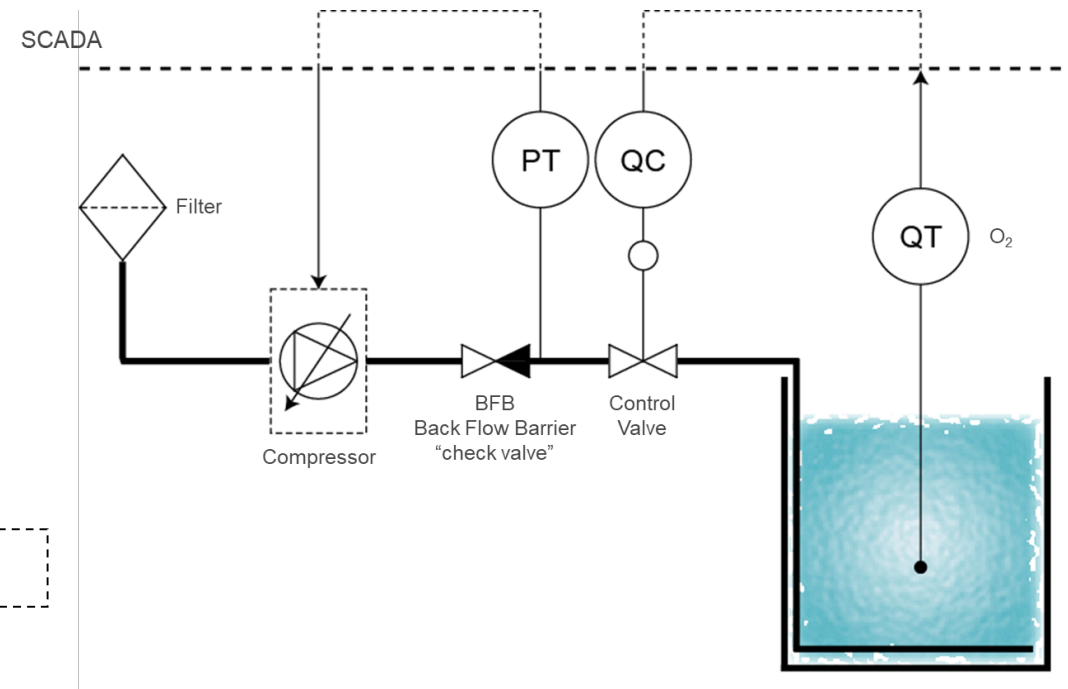 SCADA
PT
QC
Filter
QT
O₂
BFB
Back Flow Barrier
“check valve”
Control
Valve
Compressor